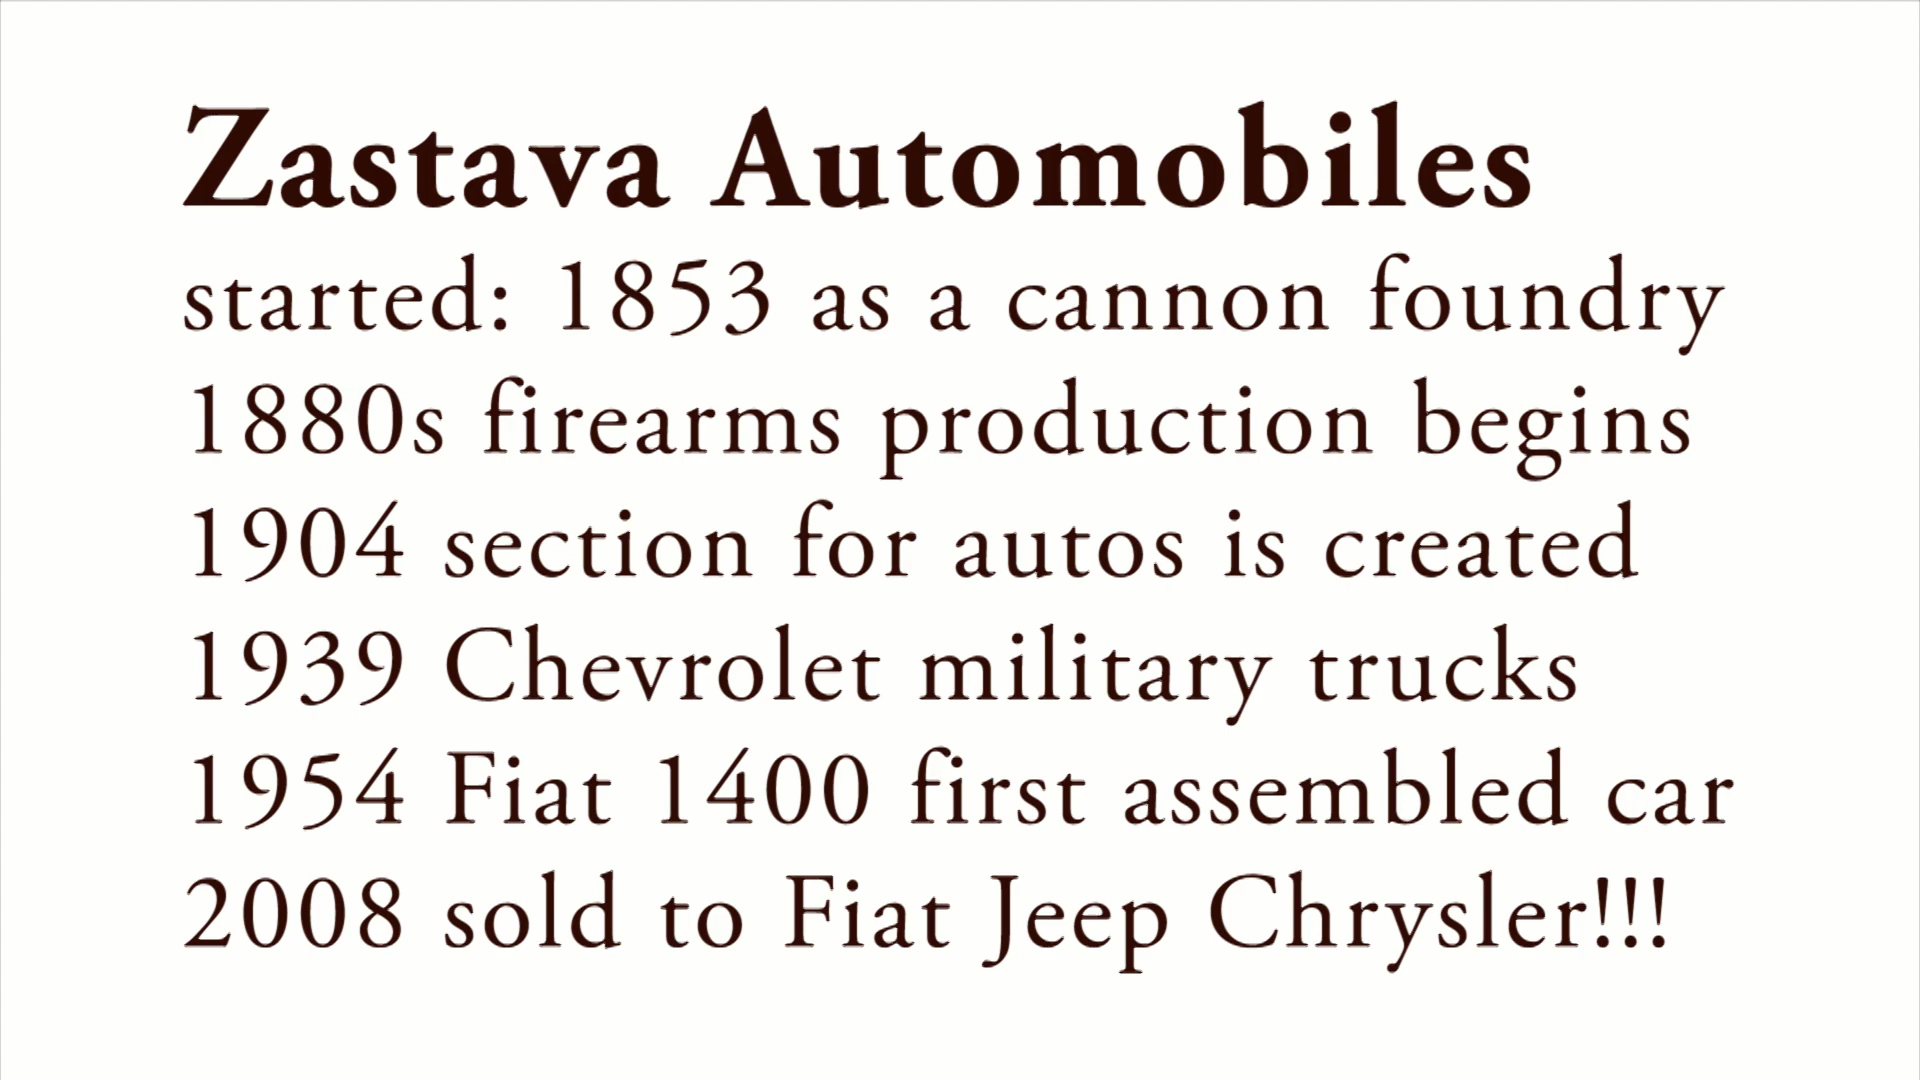 Zastava Automobiles
started: 1853 as a cannon foundry
1880s firearms production begins
1904 section for autos is created
1939 Chevrolet military trucks
1954 Fiat 1400 first assembled car
2008 sold to Fiat Jeep Chrysler!!!